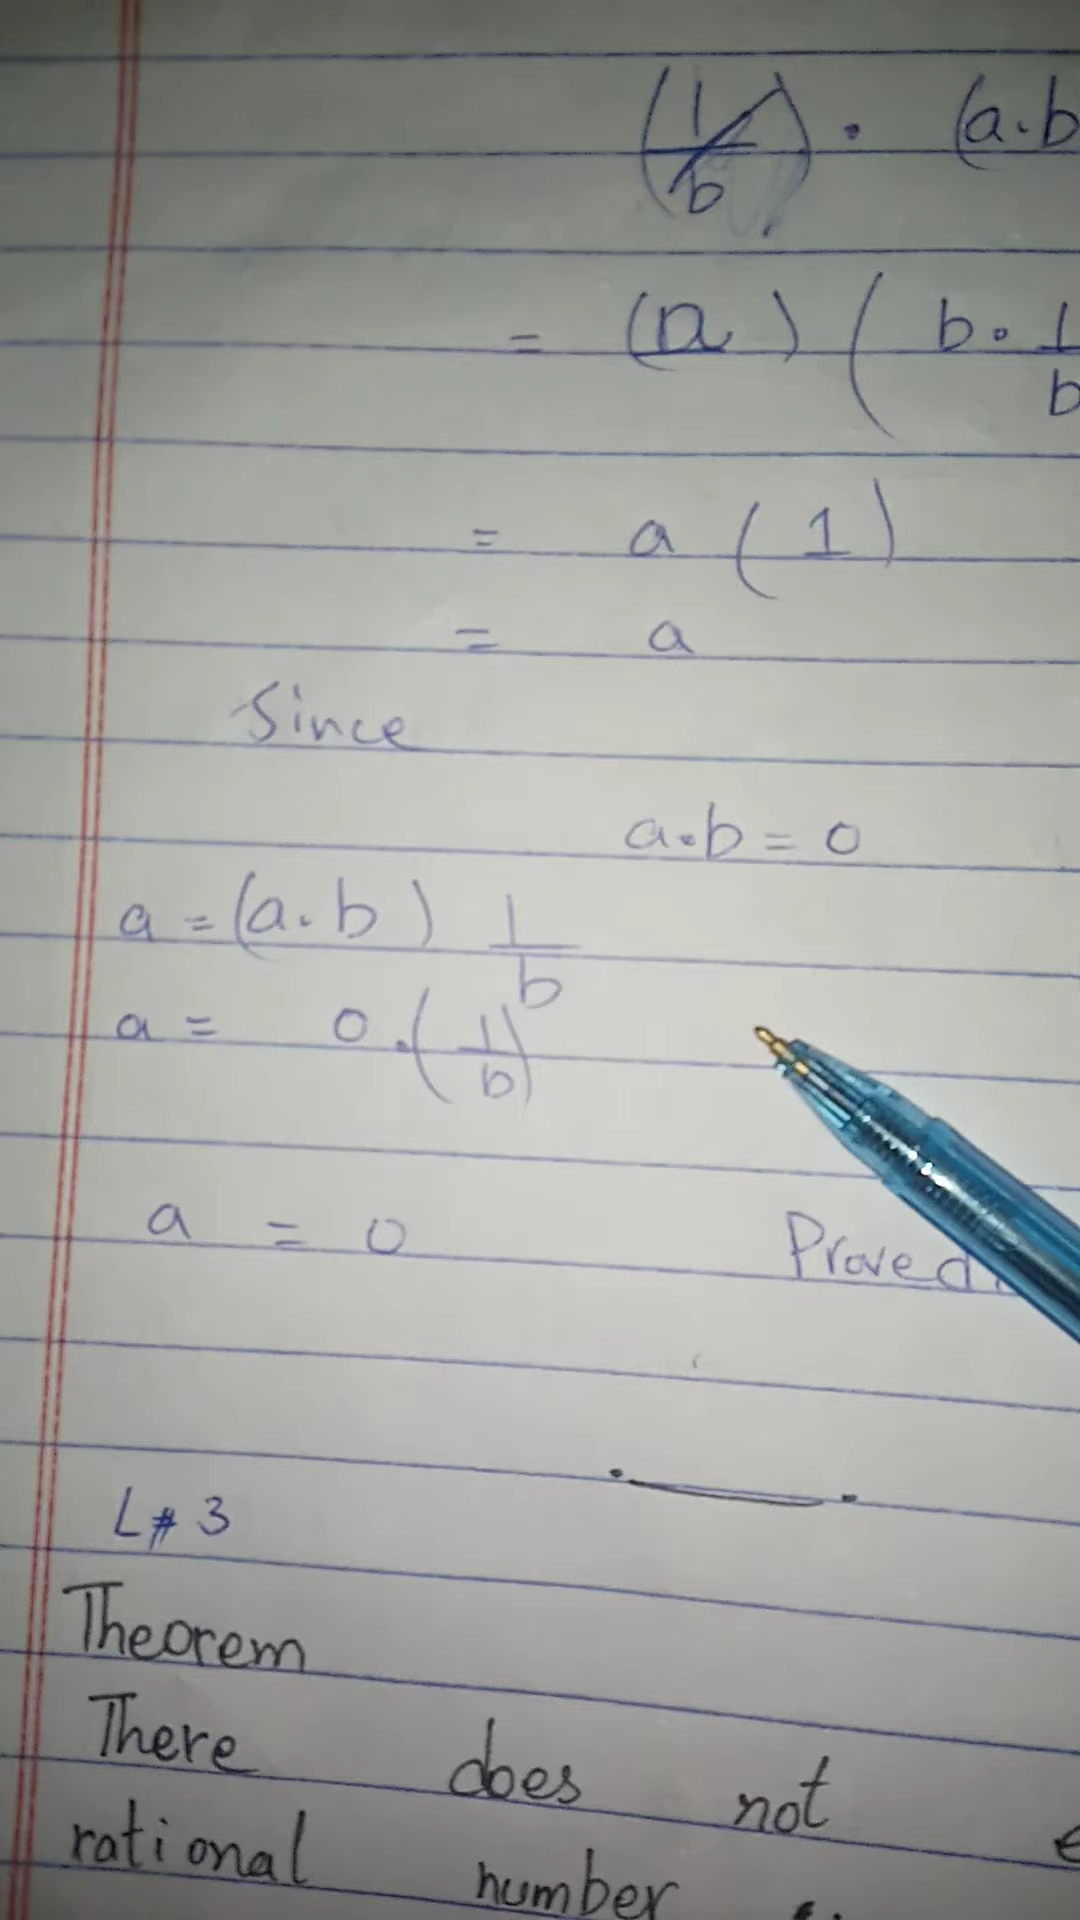 (1/b) · (a·b
= (a) (b · 1/b
= a (1)
= a
Since
a·b = 0
a = (a·b) 1/b
a = 0·(1/b)
a = 0 Proved
L# 3
Theorem
There does not
rational number